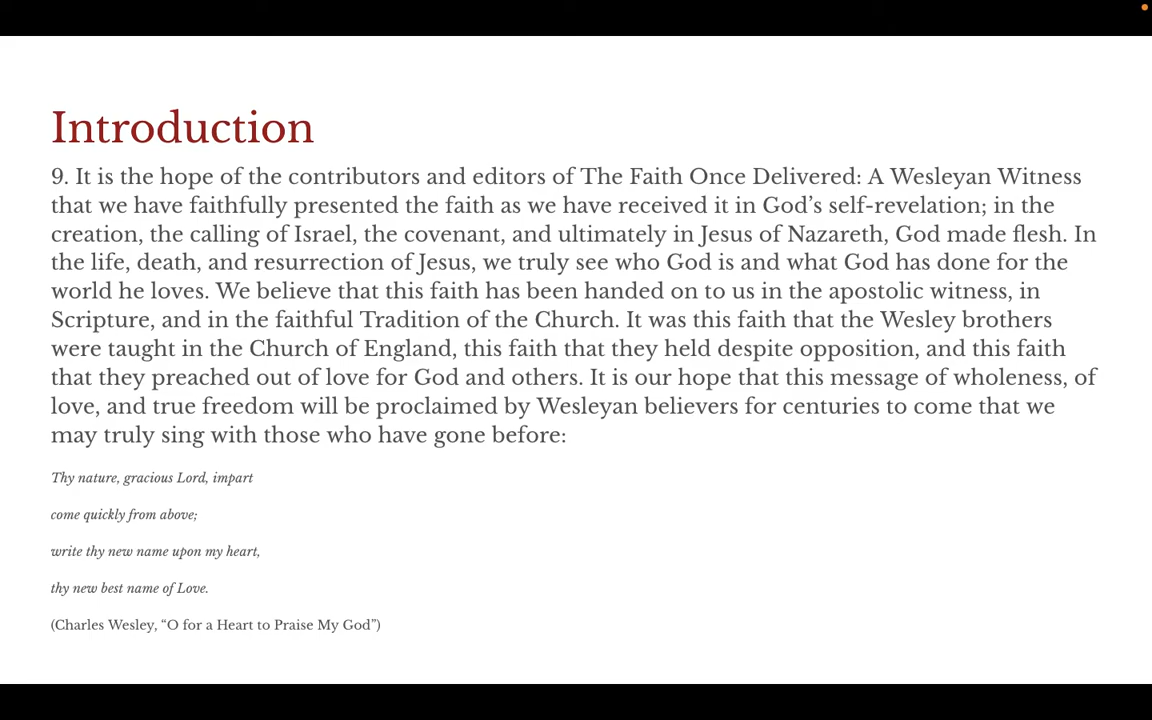 Introduction
9. It is the hope of the contributors and editors of The Faith Once Delivered: A Wesleyan Witness
that we have faithfully presented the faith as we have received it in God’s self-revelation; in the
creation, the calling of Israel, the covenant, and ultimately in Jesus of Nazareth, God made flesh. In
the life, death, and resurrection of Jesus, we truly see who God is and what God has done for the
world he loves. We believe that this faith has been handed on to us in the apostolic witness, in
Scripture, and in the faithful Tradition of the Church. It was this faith that the Wesley brothers
were taught in the Church of England, this faith that they held despite opposition, and this faith
that they preached out of love for God and others. It is our hope that this message of wholeness, of
love, and true freedom will be proclaimed by Wesleyan believers for centuries to come that we
may truly sing with those who have gone before:
Thy nature, gracious Lord, impart
come quickly from above;
write thy new name upon my heart,
thy new best name of Love.
(Charles Wesley, “O for a Heart to Praise My God”)